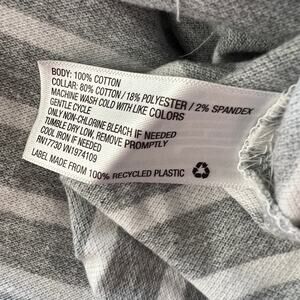 BODY: 100% COTTON
COLLAR: 80% COTTON / 18% POLYESTER / 2% SPANDEX
MACHINE WASH COLD WITH LIKE COLORS
GENTLE CYCLE
ONLY NON-CHLORINE BLEACH IF NEEDED
TUMBLE DRY LOW, REMOVE PROMPTLY
COOL IRON IF NEEDED
RN17730 VN1974109
LABEL MADE FROM 100% RECYCLED PLASTIC